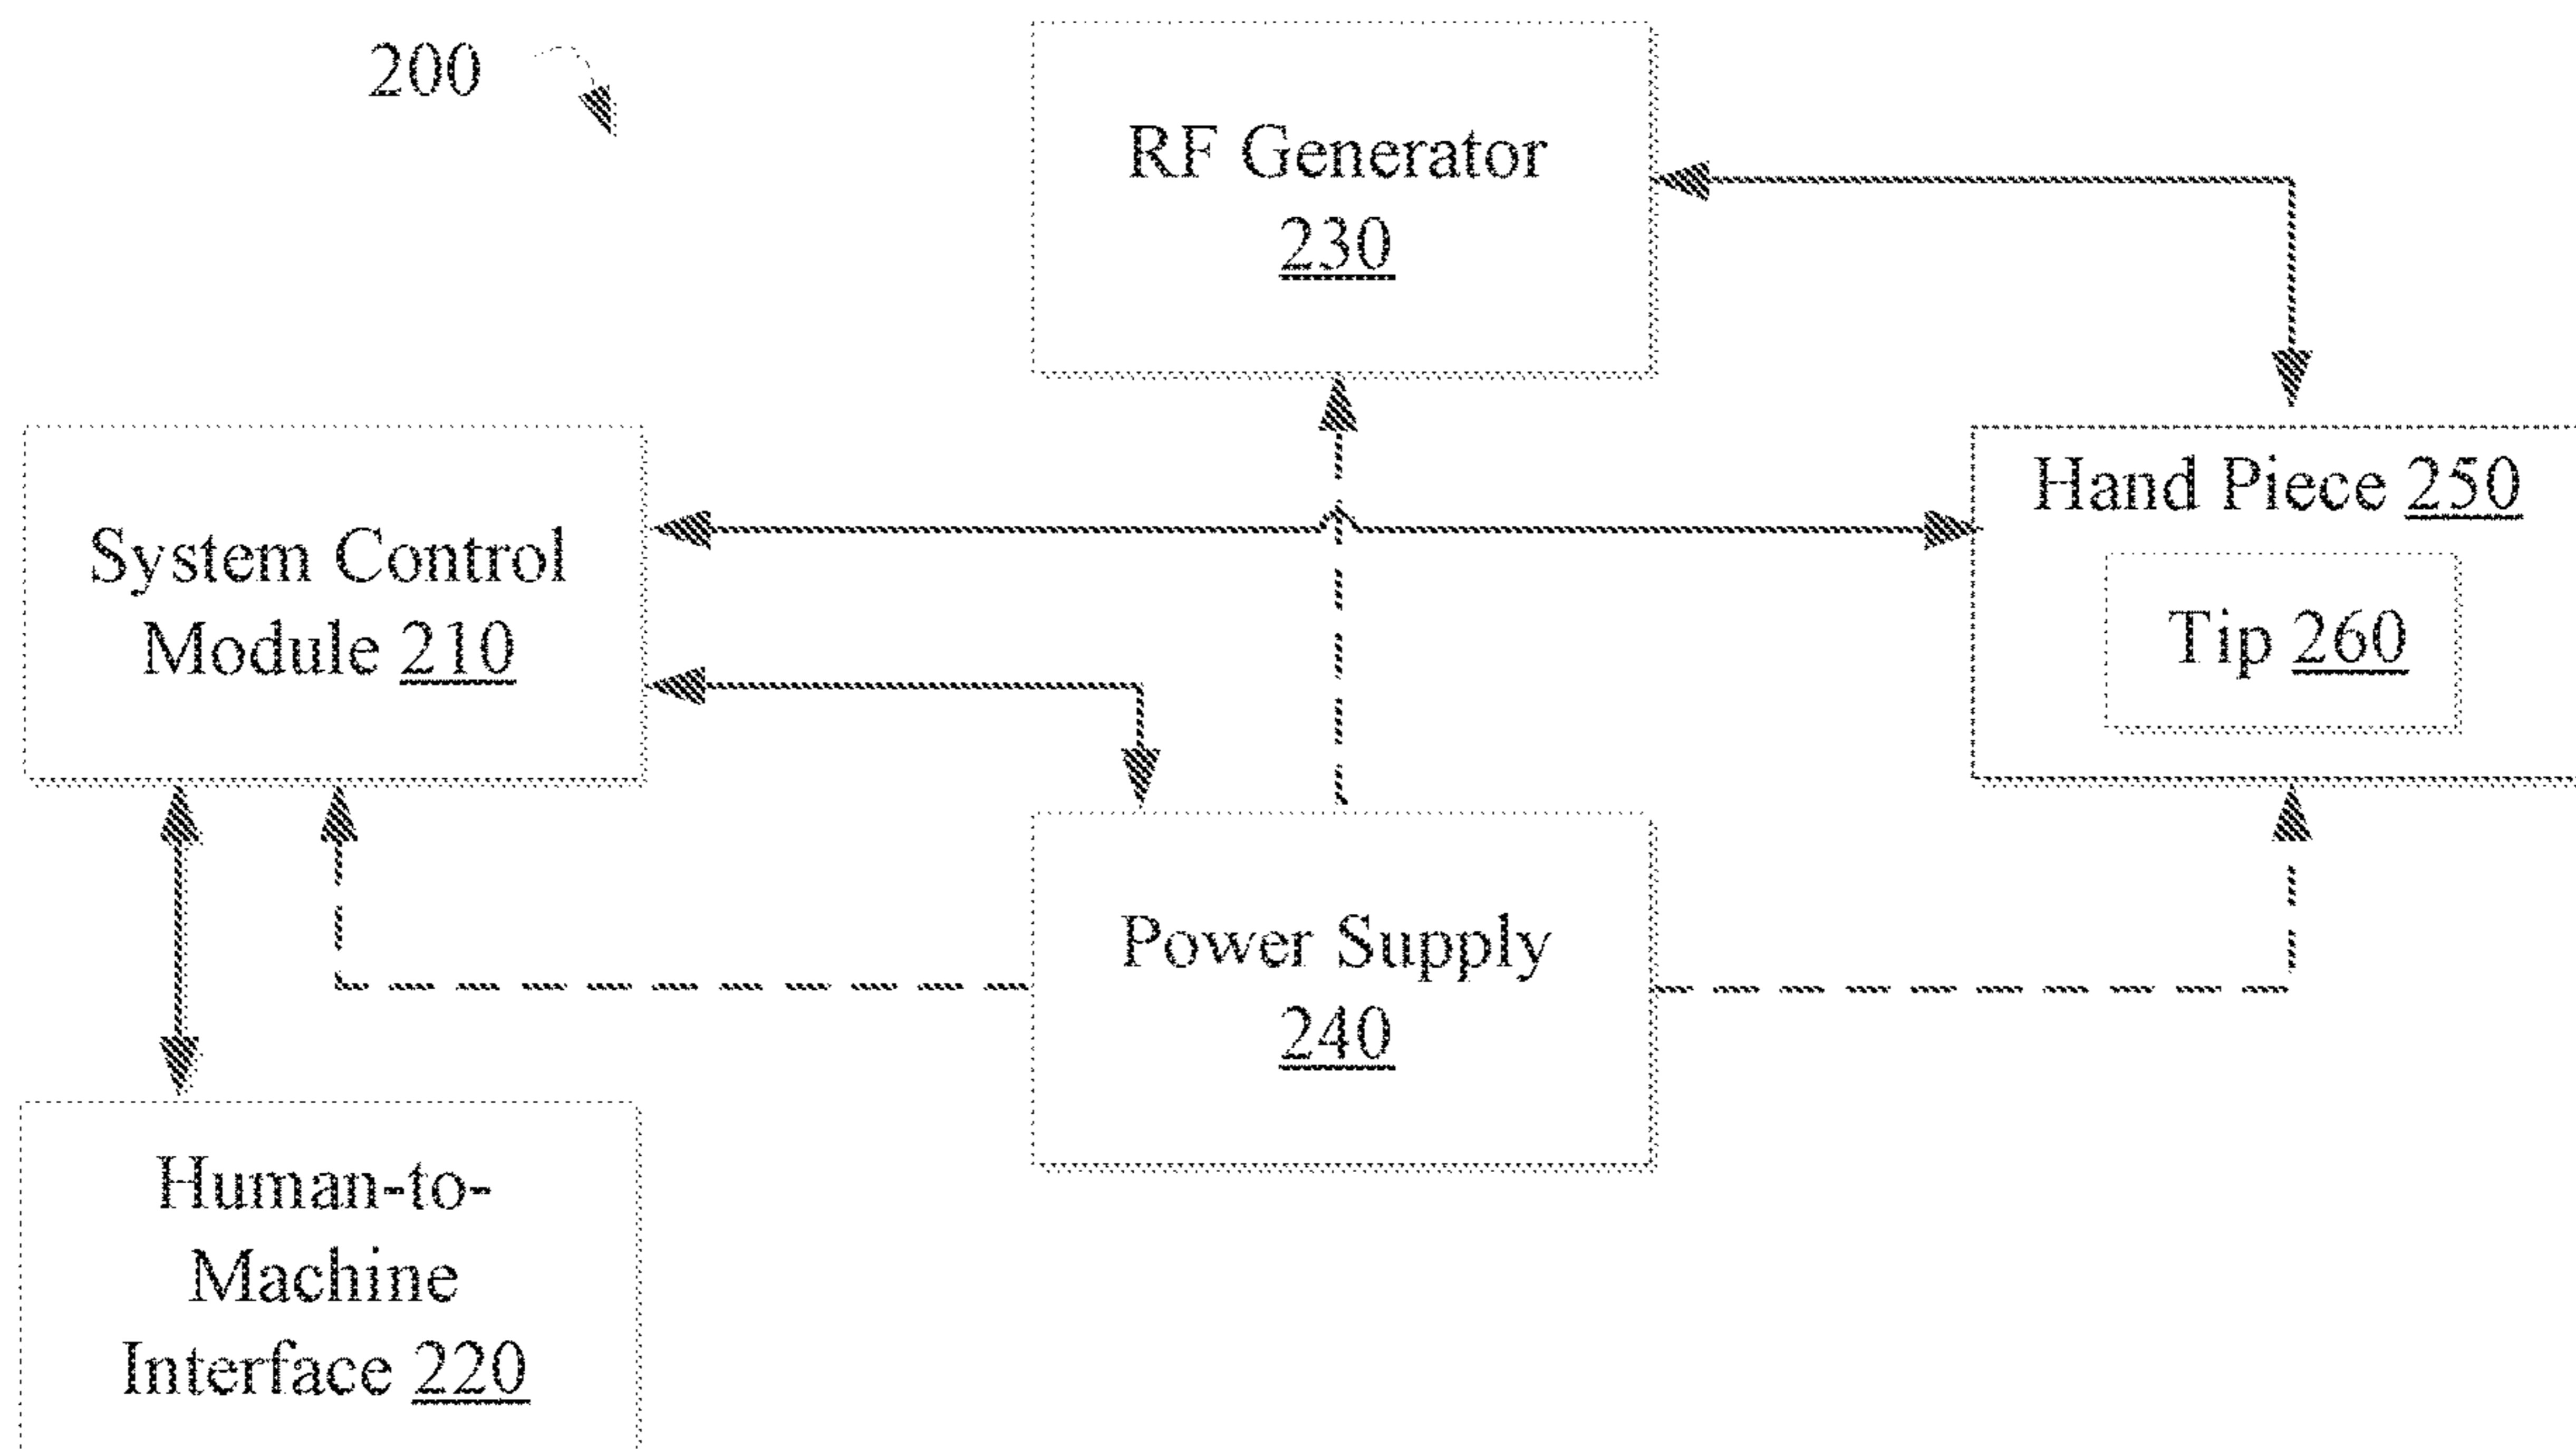 200
RF Generator
230
System Control
Module 210
Hand Piece 250
Tip 260
Power Supply
240
Human-to-
Machine
Interface 220